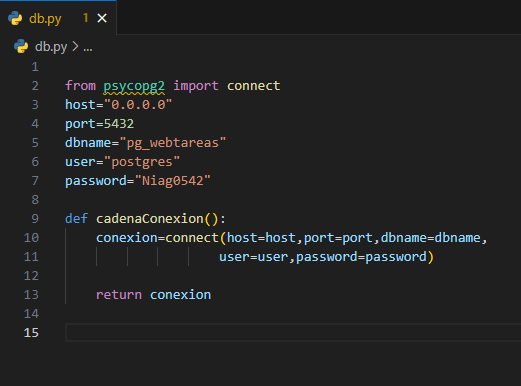 db.py 1 ×
db.py > ...
1
2 from psycopg2 import connect
3 host="0.0.0.0"
4 port=5432
5 dbname="pg_webtareas"
6 user="postgres"
7 password="Niag0542"
8
9 def cadenaConexion():
10     conexion=connect(host=host,port=port,dbname=dbname,
11                     user=user,password=password)
12
13     return conexion
14
15